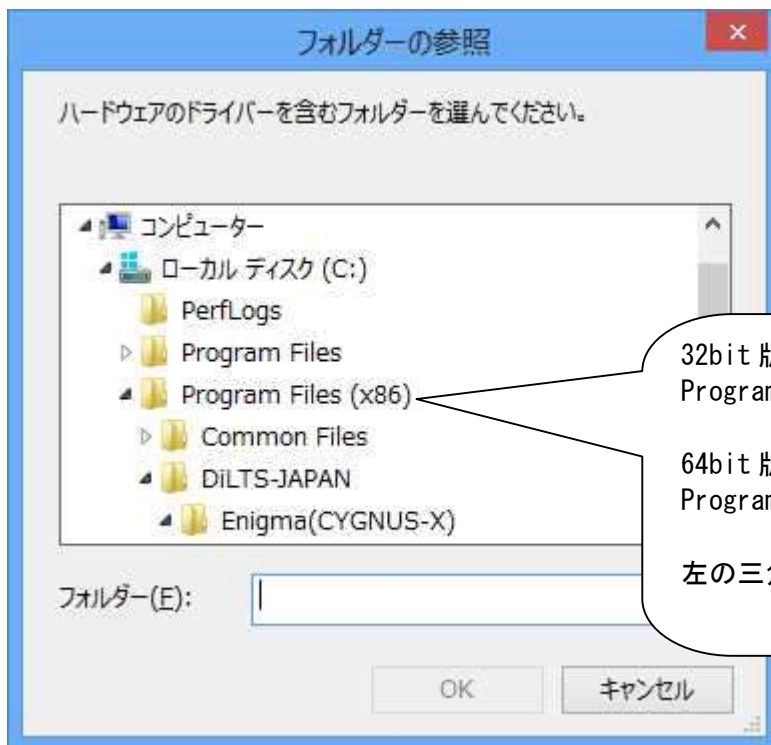 フォルダーの参照
ハードウェアのドライバーを含むフォルダーを選んでください。
コンピューター
ローカル ディスク (C:)
PerfLogs
Program Files
Program Files (x86)
Common Files
DiLTS-JAPAN
Enigma(CYGNUS-X)
32bit
Program
64bit
Program
左の三
フォルダー(F):
OK
キャンセル